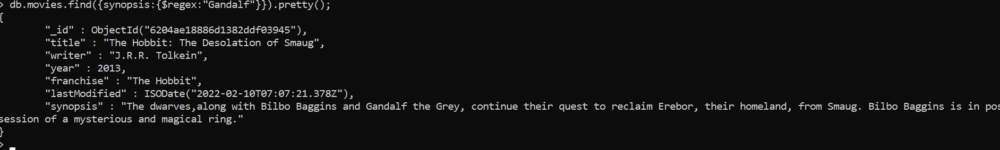 > db.movies.find({synopsis:{$regex:"Gandalf"}}).pretty();
{
"_id" : ObjectId("6204ae18886d1382ddf03945"),
"title" : "The Hobbit: The Desolation of Smaug",
"writer" : "J.R.R. Tolkein",
"year" : 2013,
"franchise" : "The Hobbit",
"lastModified" : ISODate("2022-02-10T07:07:21.378Z"),
"synopsis" : "The dwarves,along with Bilbo Baggins and Gandalf the Grey, continue their quest to reclaim Erebor, their homeland, from Smaug. Bilbo Baggins is in pos
session of a mysterious and magical ring."
}
>